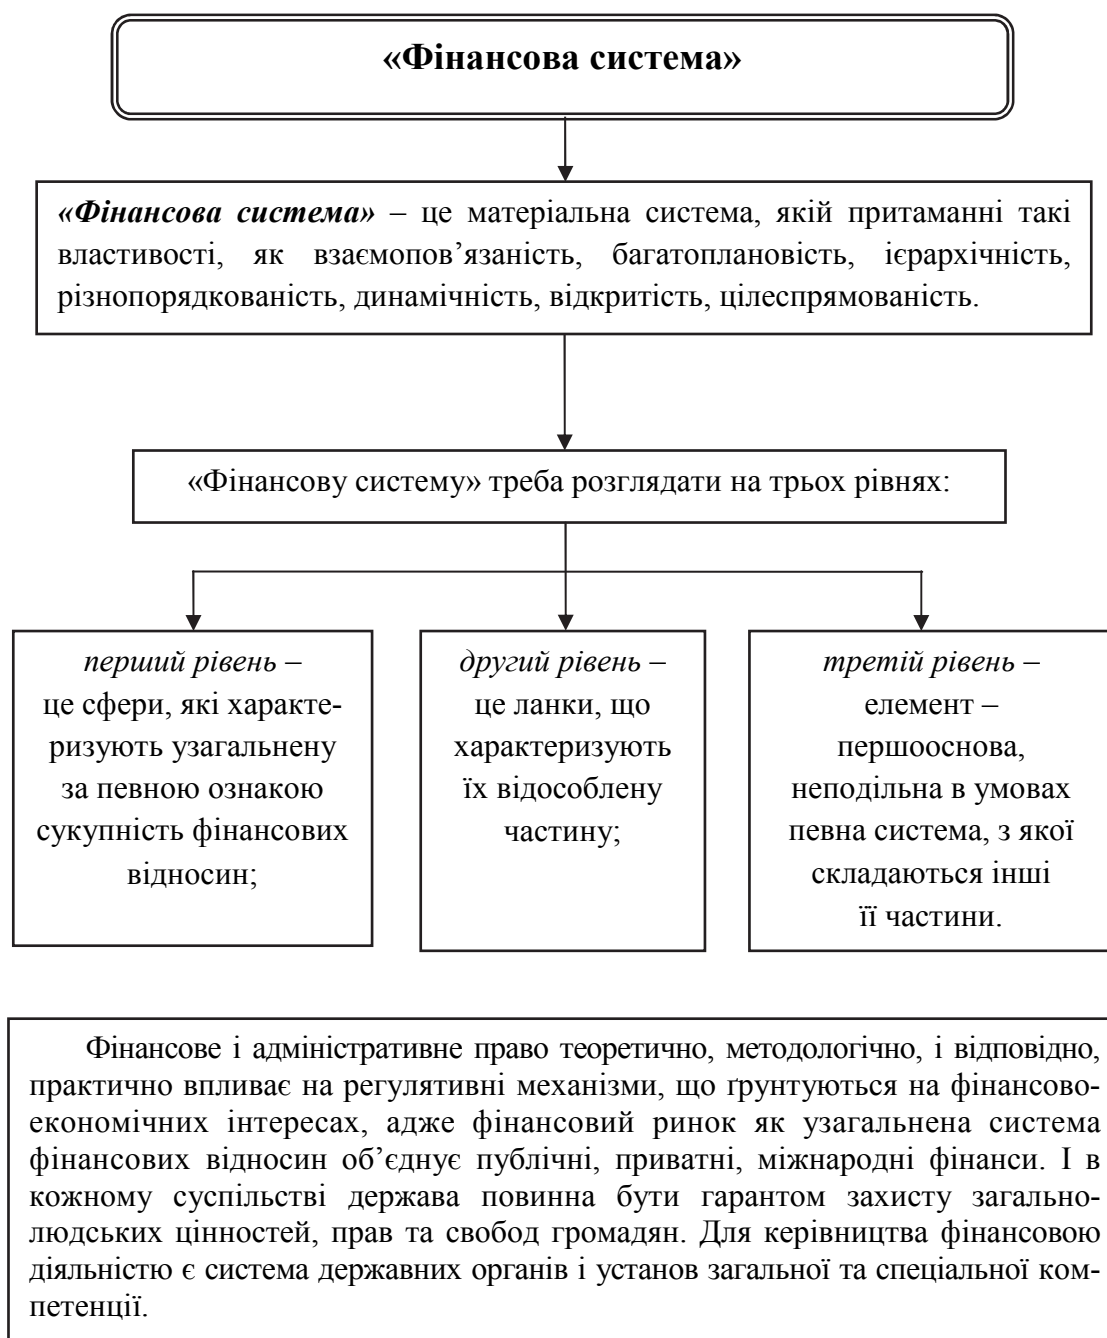 «Фінансова система»
«Фінансова система» – це матеріальна система, якій притаманні такі
властивості, як взаємопов’язаність, багатоплановість, ієрархічність,
різнопорядкованість, динамічність, відкритість, цілеспрямованість.
«Фінансову систему» треба розглядати на трьох рівнях:
перший рівень –
це сфери, які характе-
ризують узагальнену
за певною ознакою
сукупність фінансових
відносин;
другий рівень –
це ланки, що
характеризують
їх відособлену
частину;
третій рівень –
елемент –
першооснова,
неподільна в умовах
певна система, з якої
складаються інші
її частини.
Фінансове і адміністративне право теоретично, методологічно, і відповідно,
практично впливає на регулятивні механізми, що ґрунтуються на фінансово-
економічних інтересах, адже фінансовий ринок як узагальнена система
фінансових відносин об’єднує публічні, приватні, міжнародні фінанси. І в
кожному суспільстві держава повинна бути гарантом захисту загально-
людських цінностей, прав та свобод громадян. Для керівництва фінансовою
діяльністю є система державних органів і установ загальної та спеціальної ком-
петенції.